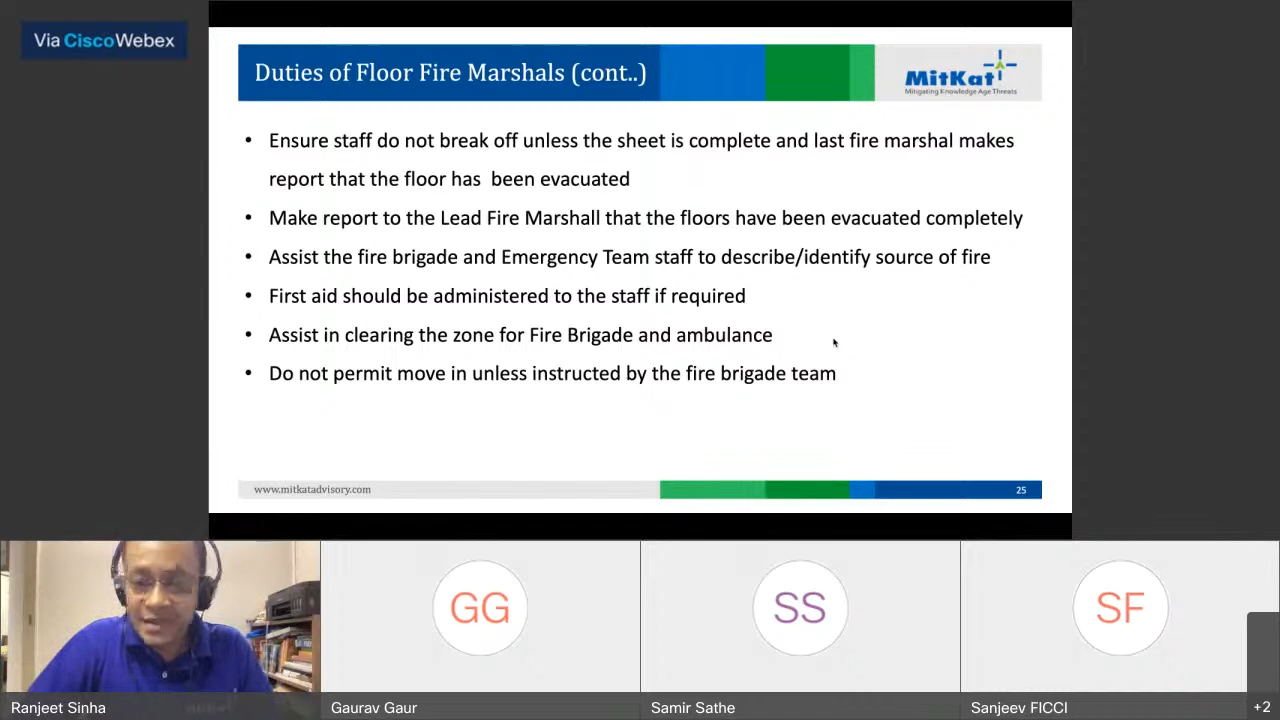 Via Cisco Webex
Duties of Floor Fire Marshals (cont..)
MitKat
Mitigating Knowledge Age Threats
• Ensure staff do not break off unless the sheet is complete and last fire marshal makes
report that the floor has been evacuated
• Make report to the Lead Fire Marshall that the floors have been evacuated completely
• Assist the fire brigade and Emergency Team staff to describe/identify source of fire
• First aid should be administered to the staff if required
• Assist in clearing the zone for Fire Brigade and ambulance
• Do not permit move in unless instructed by the fire brigade team
www.mitkatadvisory.com
25
GG
SS
SF
Ranjeet Sinha
Gaurav Gaur
Samir Sathe
Sanjeev FICCI
+2